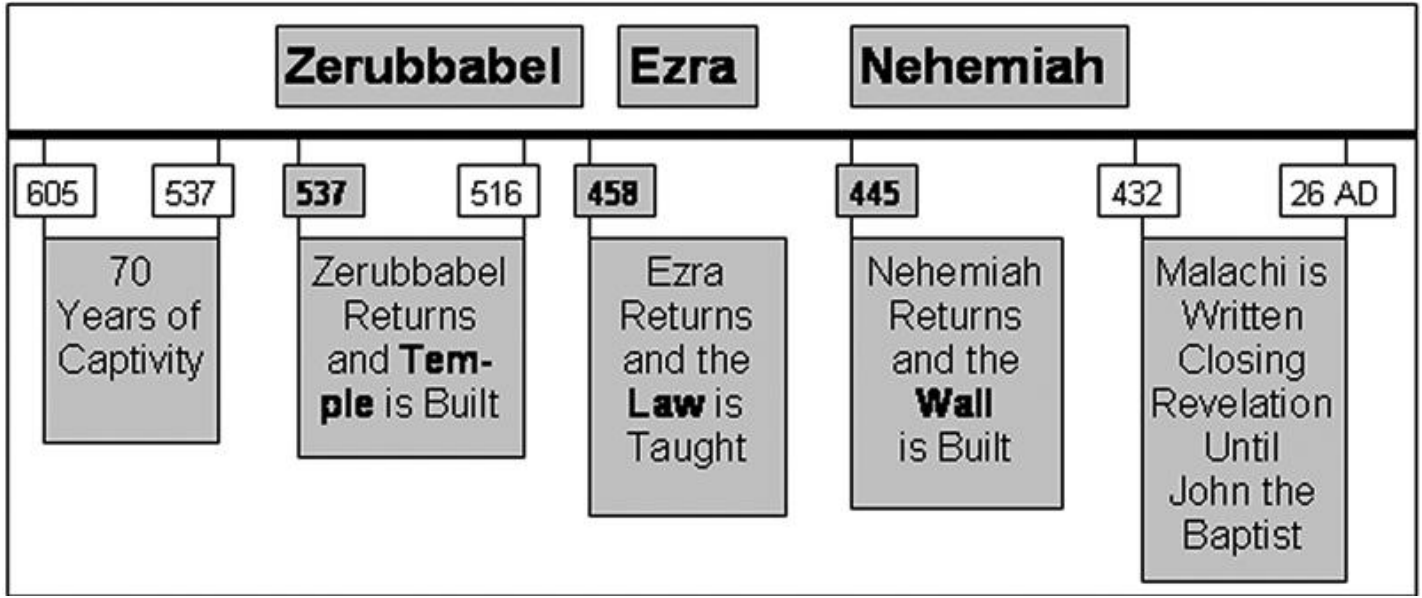 Zerubbabel Ezra Nehemiah
605 537 537 516 458 445 432 26 AD
70
Years of
Captivity
Zerubbabel
Returns
and Tem-
ple is Built
Ezra
Returns
and the
Law is
Taught
Nehemiah
Returns
and the
Wall
is Built
Malachi is
Written
Closing
Revelation
Until
John the
Baptist